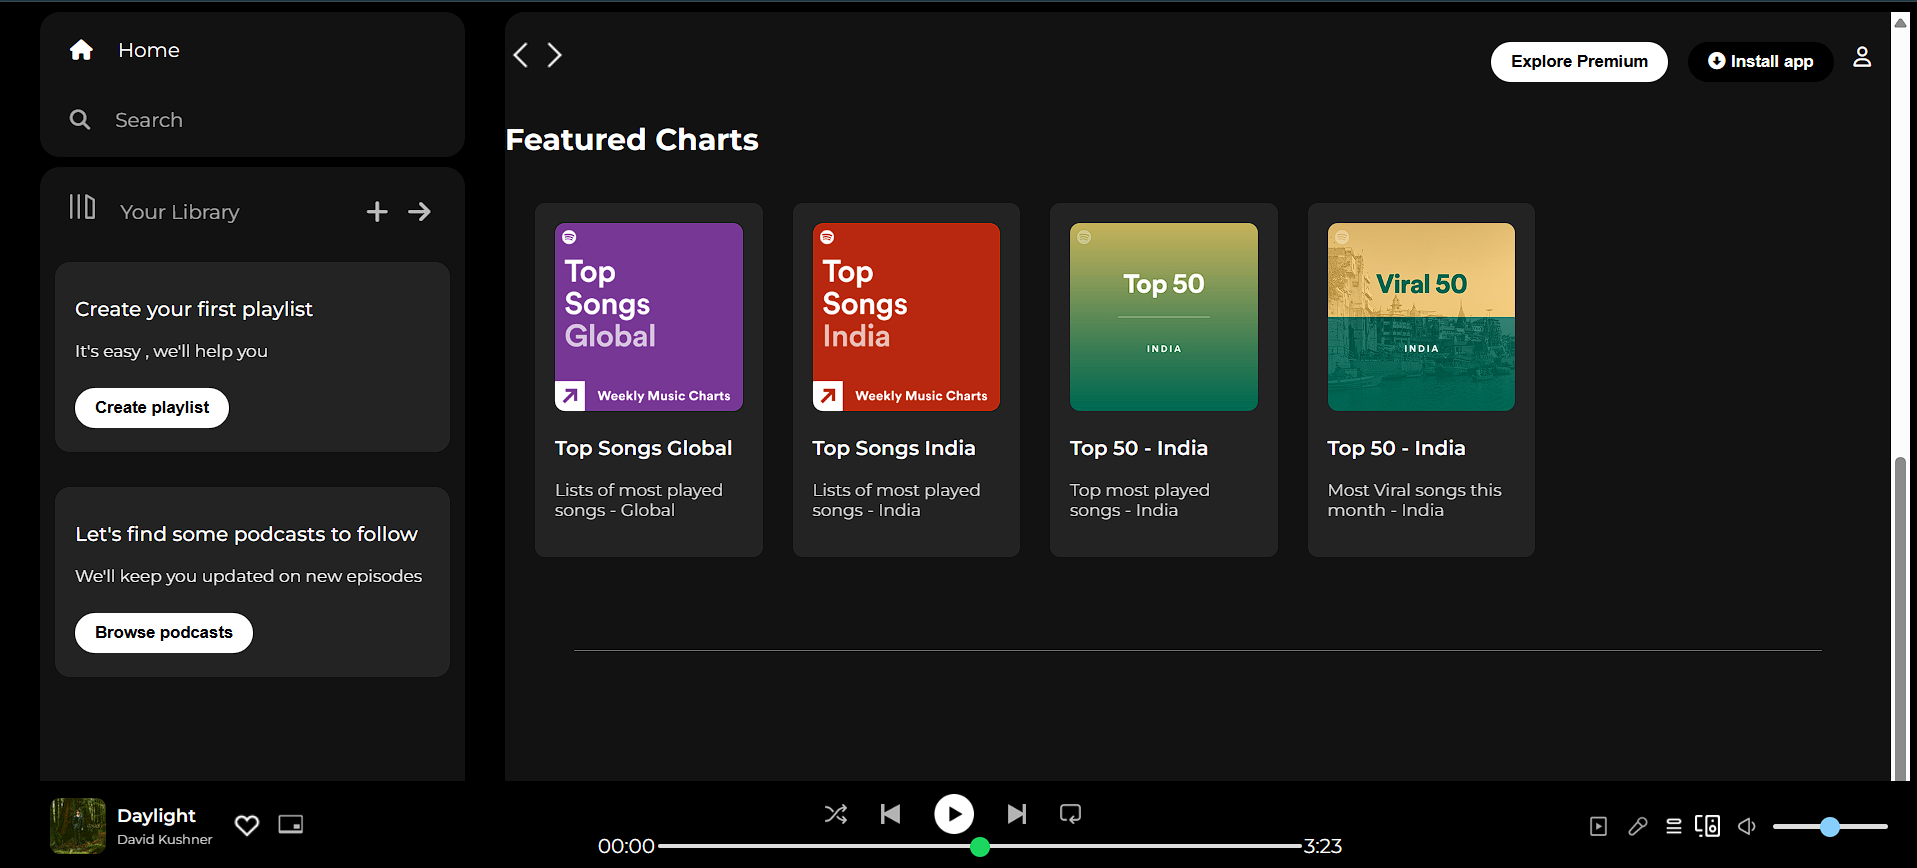 Home
Search
Your Library
Create your first playlist
It's easy , we'll help you
Create playlist
Let's find some podcasts to follow
We'll keep you updated on new episodes
Browse podcasts
Explore Premium
Install app
Featured Charts
Top
Songs
Global
Weekly Music Charts
Top Songs Global
Lists of most played
songs - Global
Top
Songs
India
Weekly Music Charts
Top Songs India
Lists of most played
songs - India
Top 50
INDIA
Top 50 - India
Top most played
songs - India
Viral 50
INDIA
Top 50 - India
Most Viral songs this
month - India
Daylight
David Kushner
00:00
3:23